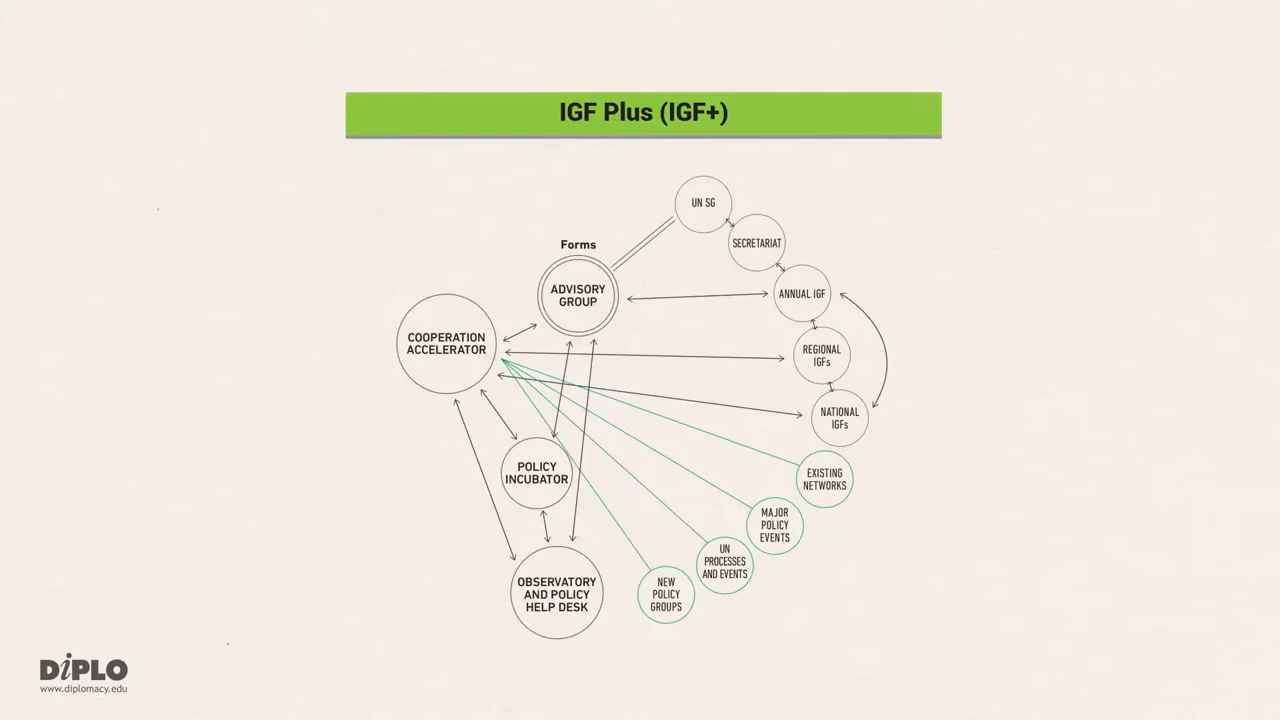 IGF Plus (IGF+)
UN SG
SECRETARIAT
Forms
ADVISORY
GROUP
ANNUAL IGF
COOPERATION
ACCELERATOR
REGIONAL
IGFs
NATIONAL
IGFs
POLICY
INCUBATOR
EXISTING
NETWORKS
MAJOR
POLICY
EVENTS
UN
PROCESSES
AND EVENTS
OBSERVATORY
AND POLICY
HELP DESK
NEW
POLICY
GROUPS
DiPLO
www.diplomacy.edu